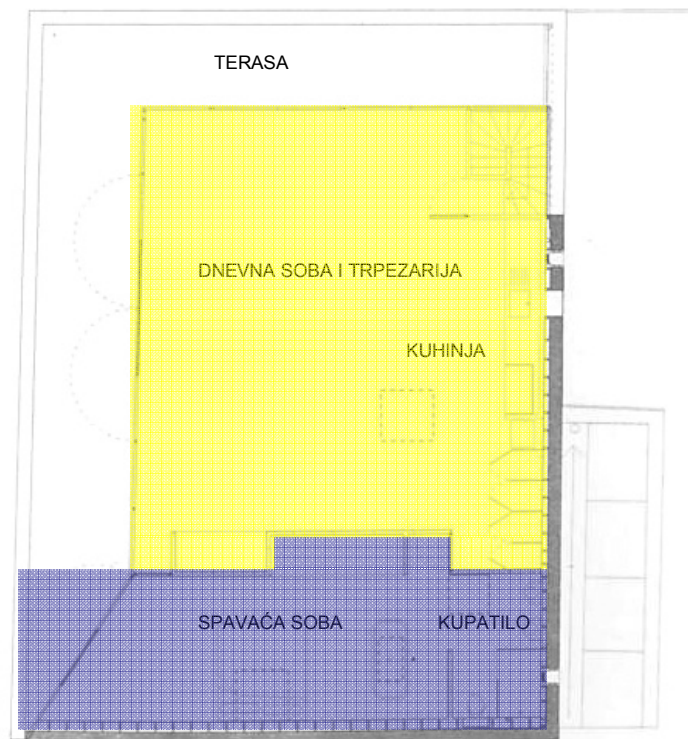 TERASA
DNEVNA SOBA I TRPEZARIJA
KUHINJA
SPAVAĆA SOBA
KUPATILO